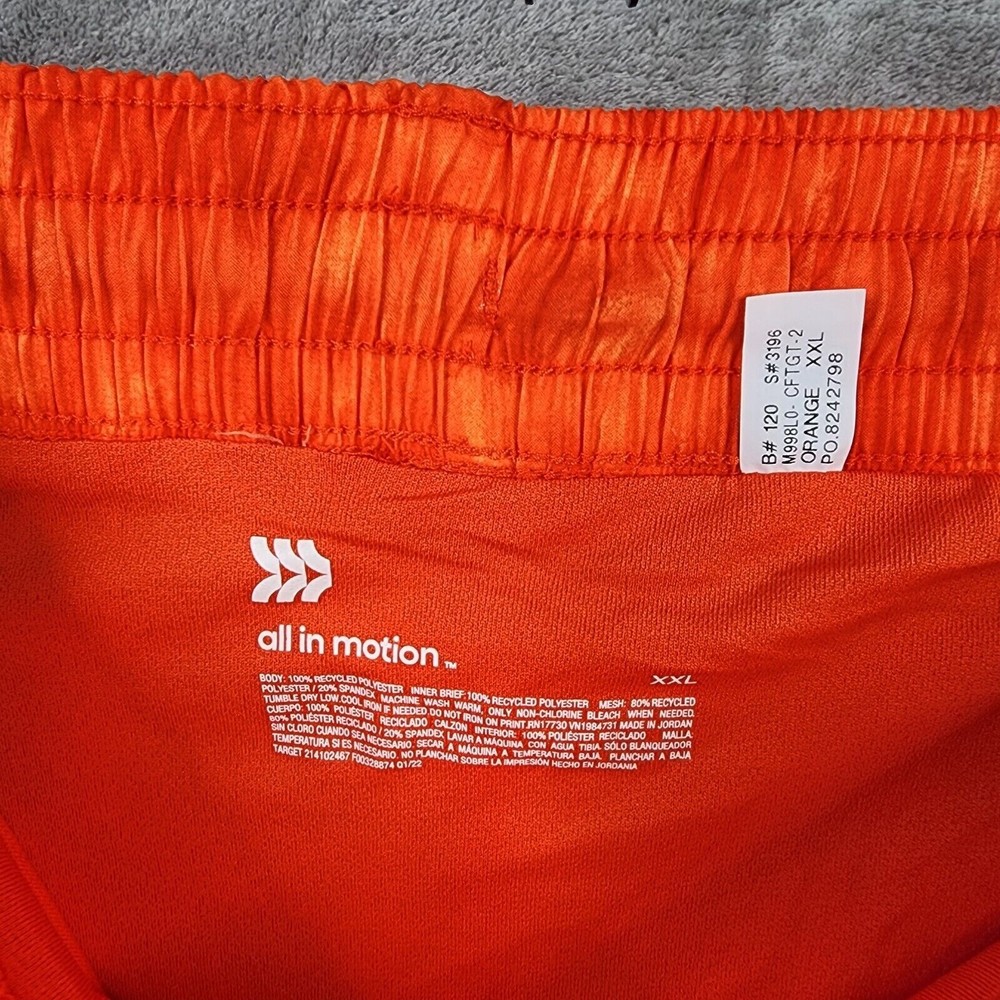 B# 120 S#3196
M998L0- CFTGT-2
ORANGE XXL
PO.8242798
all in motion™
XXL
BODY: 100% RECYCLED POLYESTER INNER BRIEF:100% RECYCLED POLYESTER MESH: 80% RECYCLED
POLYESTER / 20% SPANDEX MACHINE WASH WARM, ONLY NON-CHLORINE BLEACH WHEN NEEDED.
TUMBLE DRY LOW.COOL IRON IF NEEDED.DO NOT IRON ON PRINT.RN17730 VN1984731 MADE IN JORDAN
CUERPO: 100% POLIÉSTER RECICLADO CALZON INTERIOR: 100% POLIÉSTER RECICLADO MALLA:
80% POLIÉSTER RECICLADO / 20% SPANDEX LAVAR A MÁQUINA CON AGUA TIBIA. SÓLO BLANQUEADOR
SIN CLORO CUANDO SEA NECESARIO. SECAR A MÁQUINA A TEMPERATURA BAJA. PLANCHAR A BAJA
TEMPERATURA SI ES NECESARIO. NO PLANCHAR SOBRE LA IMPRESIÓN HECHO EN JORDANIA
TARGET 214102467 F00328874 Q1/22